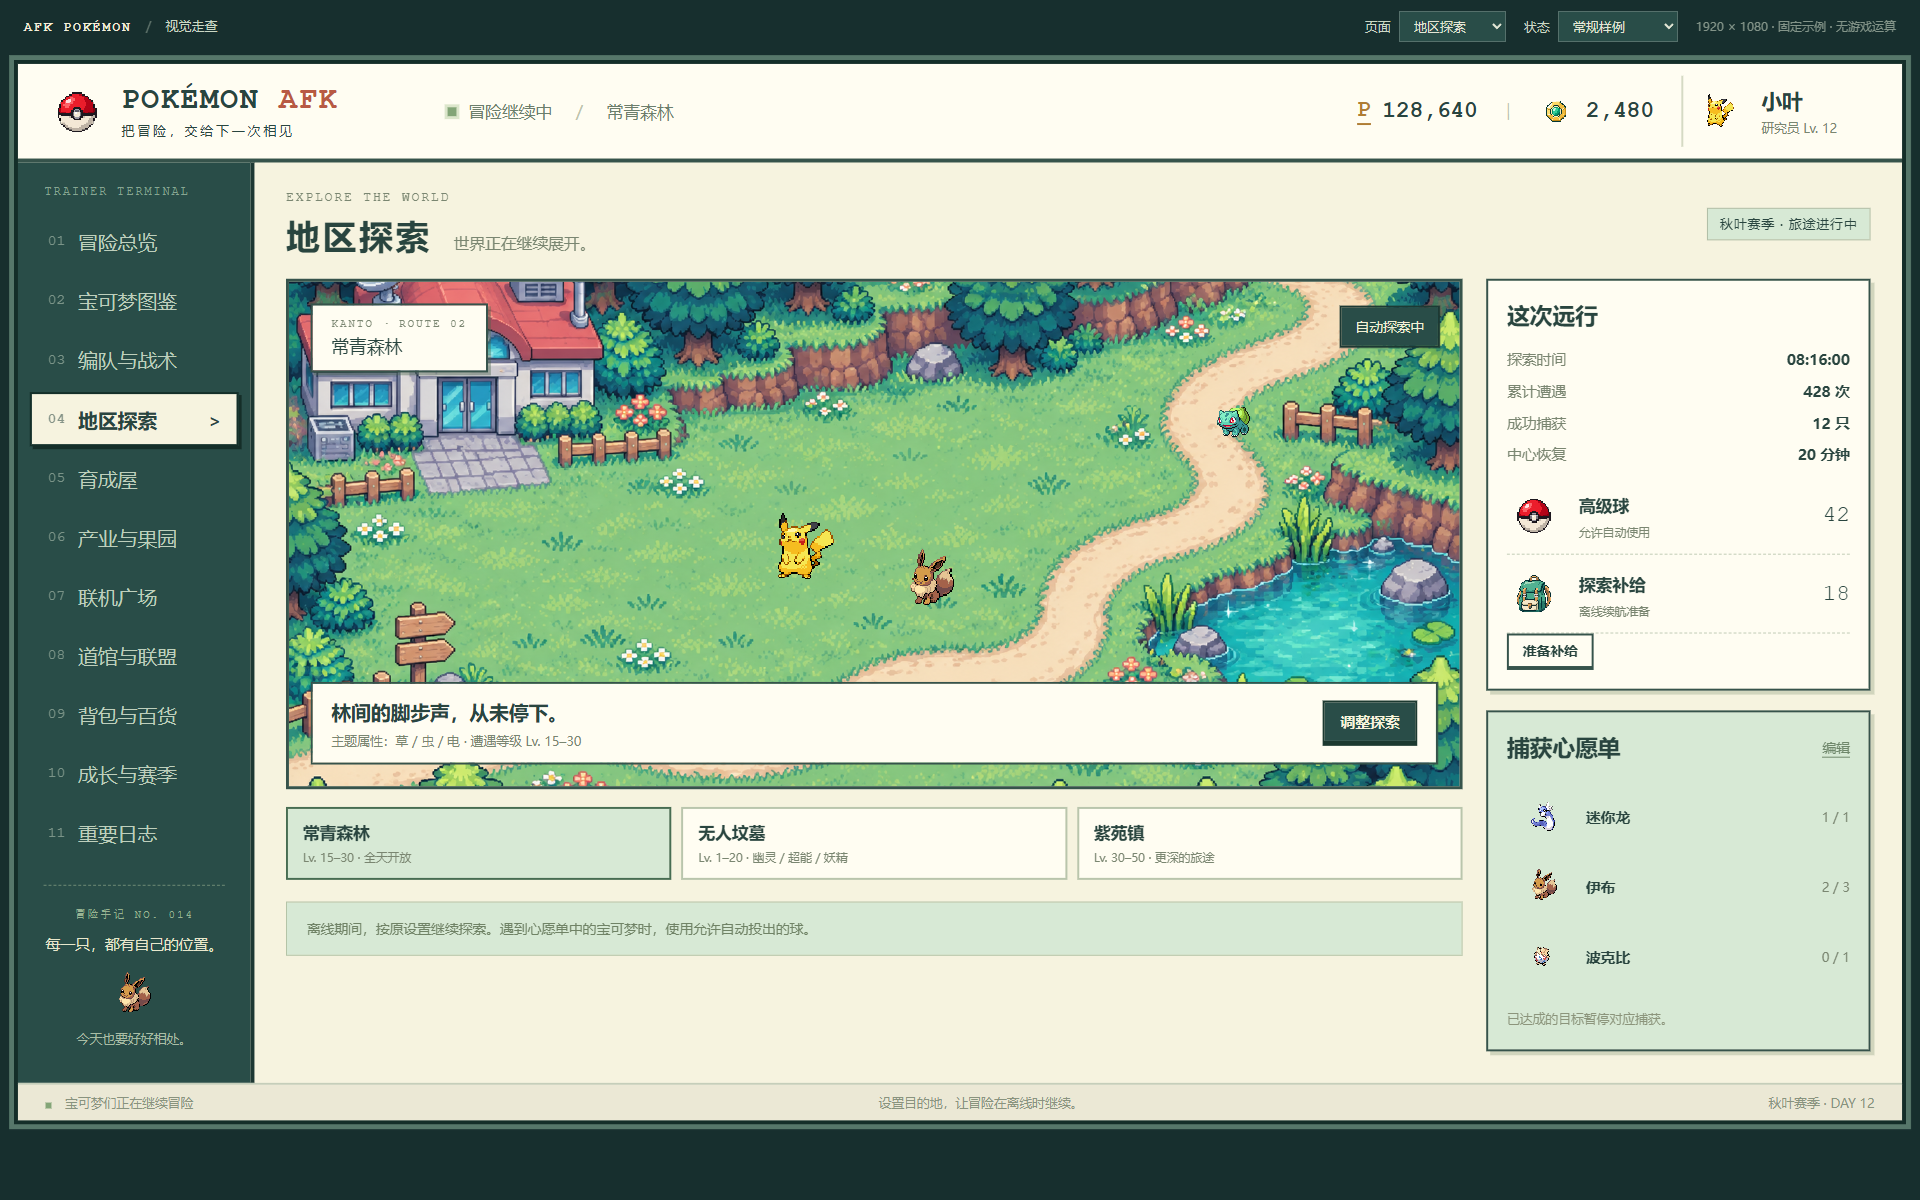 AFK POKÉMON / 视觉走查
页面 地区探索 状态 常规样例 1920 × 1080 · 固定示例 · 无游戏运算
POKÉMON AFK
把冒险，交给下一次相见
冒险继续中 / 常青森林
P 128,640 | 2,480
小叶
研究员 Lv. 12
TRAINER TERMINAL
01 冒险总览
02 宝可梦图鉴
03 编队与战术
04 地区探索 >
05 育成屋
06 产业与果园
07 联机广场
08 道馆与联盟
09 背包与百货
10 成长与赛季
11 重要日志
冒险手记 NO. 014
每一只，都有自己的位置。
今天也要好好相处。
EXPLORE THE WORLD
地区探索 世界正在继续展开。
秋叶赛季 · 旅途进行中
KANTO · ROUTE 02
常青森林
自动探索中
林间的脚步声，从未停下。
主题属性：草 / 虫 / 电 · 遭遇等级 Lv. 15–30
调整探索
常青森林
Lv. 15–30 · 全天开放
无人坟墓
Lv. 1–20 · 幽灵 / 超能 / 妖精
紫苑镇
Lv. 30–50 · 更深的旅途
离线期间，按原设置继续探索。遇到心愿单中的宝可梦时，使用允许自动投出的球。
这次远行
探索时间 08:16:00
累计遭遇 428 次
成功捕获 12 只
中心恢复 20 分钟
高级球 42
允许自动使用
探索补给 18
离线续航准备
准备补给
捕获心愿单 编辑
迷你龙 1 / 1
伊布 2 / 3
波克比 0 / 1
已达成的目标暂停对应捕获。
宝可梦们正在继续冒险
设置目的地，让冒险在离线时继续。
秋叶赛季 · DAY 12